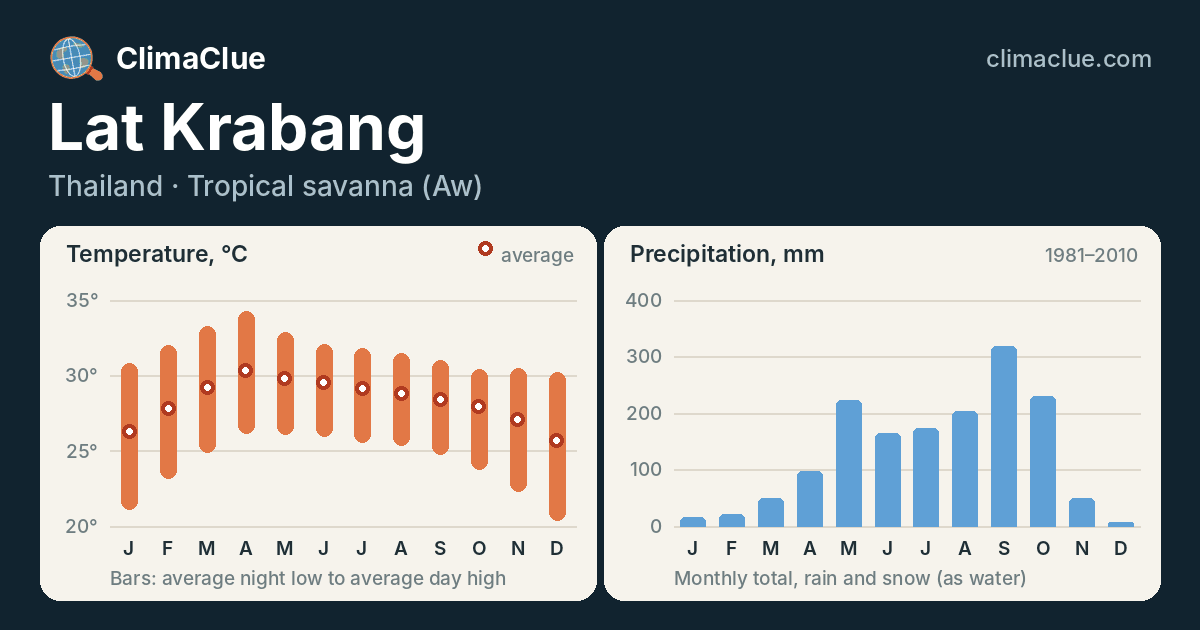 ClimaClue
climaclue.com
Lat Krabang
Thailand · Tropical savanna (Aw)
Temperature, °C
average
35°
30°
25°
20°
J F M A M J J A S O N D
Bars: average night low to average day high
Precipitation, mm
1981–2010
400
300
200
100
0
J F M A M J J A S O N D
Monthly total, rain and snow (as water)